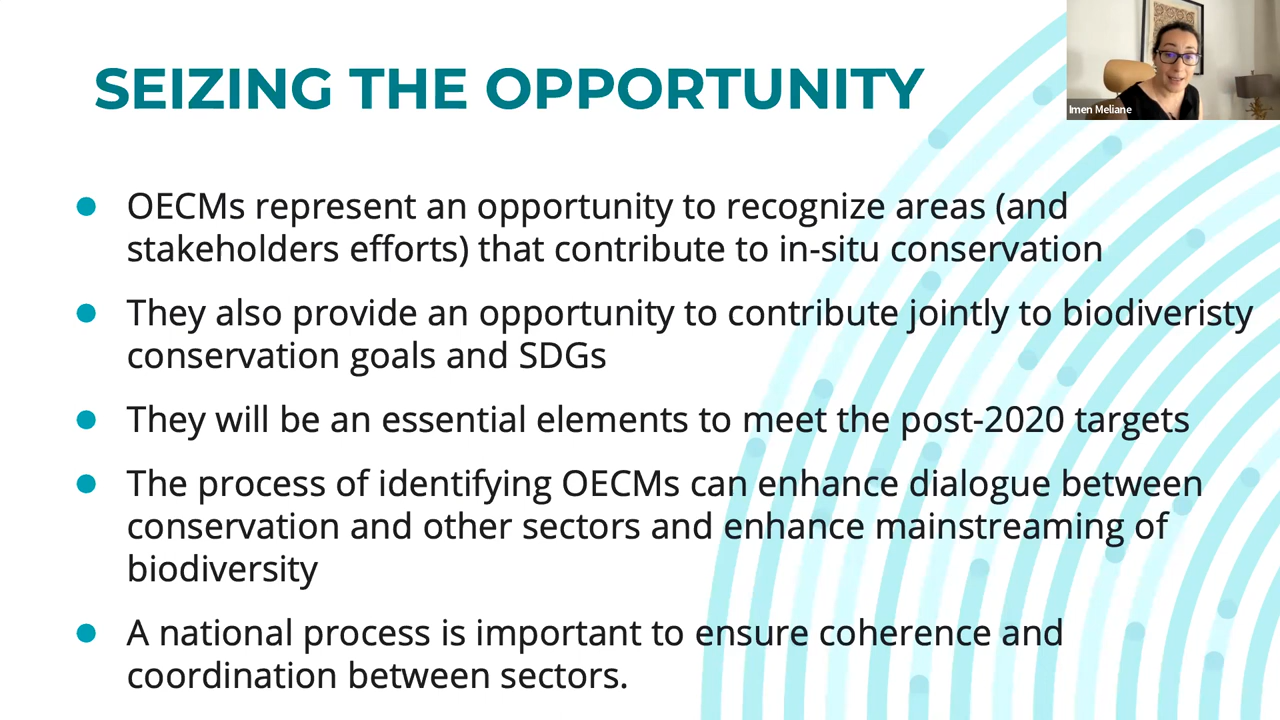 SEIZING THE OPPORTUNITY
Imen Meliane
OECMs represent an opportunity to recognize areas (and
stakeholders efforts) that contribute to in-situ conservation
They also provide an opportunity to contribute jointly to biodiveristy
conservation goals and SDGs
They will be an essential elements to meet the post-2020 targets
The process of identifying OECMs can enhance dialogue between
conservation and other sectors and enhance mainstreaming of
biodiversity
A national process is important to ensure coherence and
coordination between sectors.